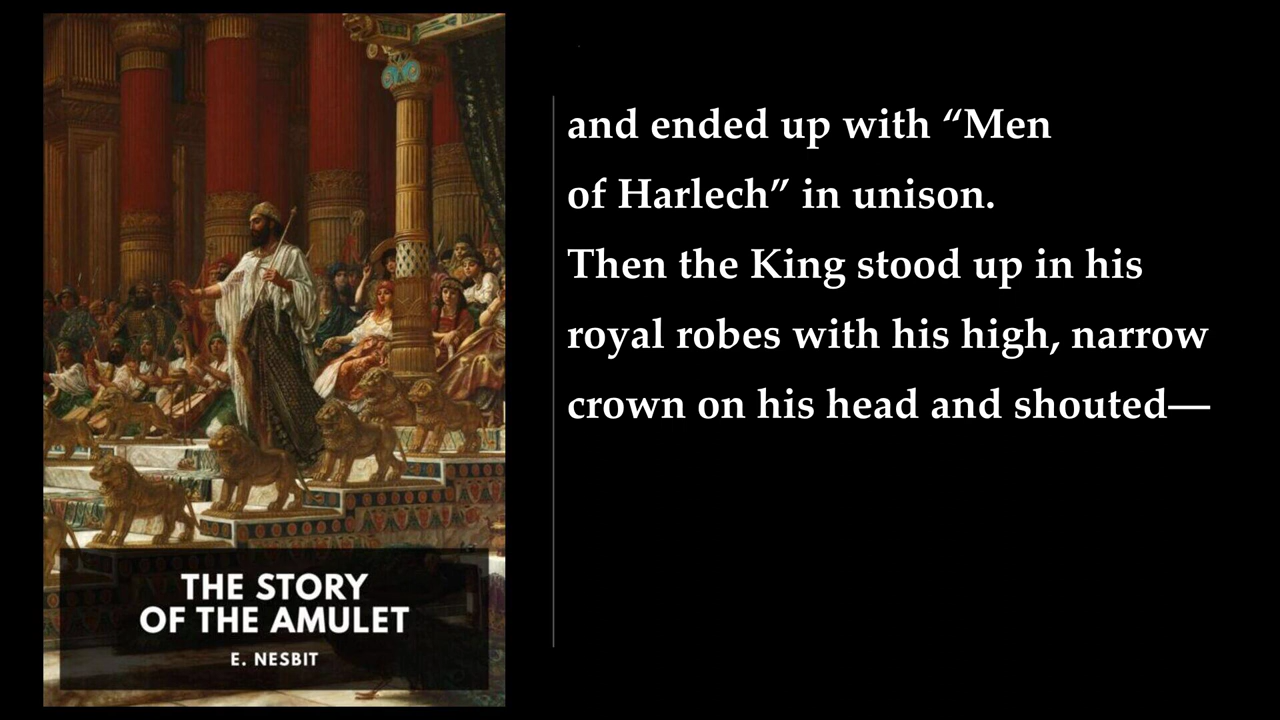 and ended up with “Men
of Harlech” in unison.
Then the King stood up in his
royal robes with his high, narrow
crown on his head and shouted—
THE STORY
OF THE AMULET
E. NESBIT